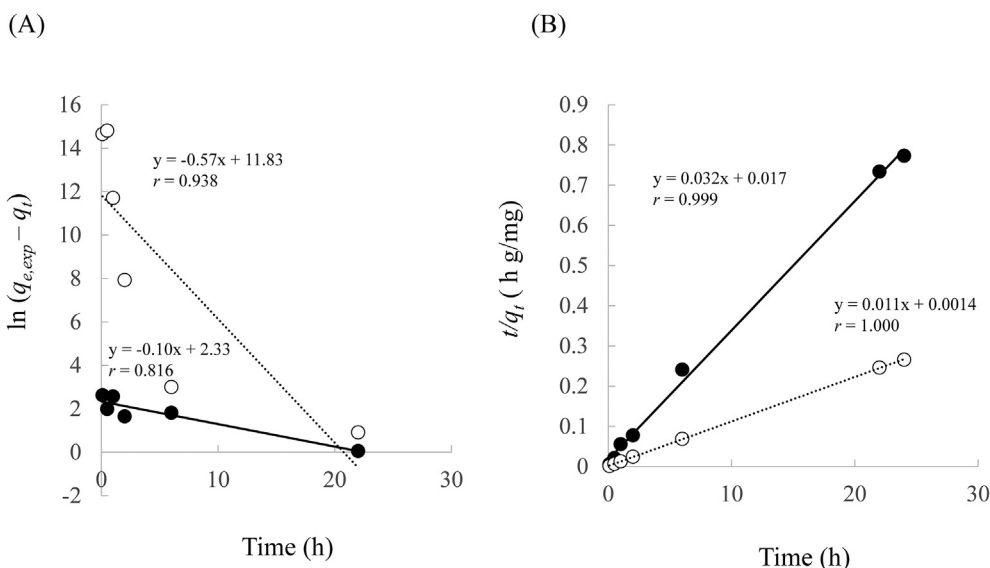 (A)
ln (qe,exp – qt)
16
14
12
10
8
6
4
2
0
-2
y = -0.57x + 11.83
r = 0.938
y = -0.10x + 2.33
r = 0.816
0 10 20 30
Time (h)
(B)
t/qt ( h g/mg)
0.9
0.8
0.7
0.6
0.5
0.4
0.3
0.2
0.1
0
y = 0.032x + 0.017
r = 0.999
y = 0.011x + 0.0014
r = 1.000
0 10 20 30
Time (h)